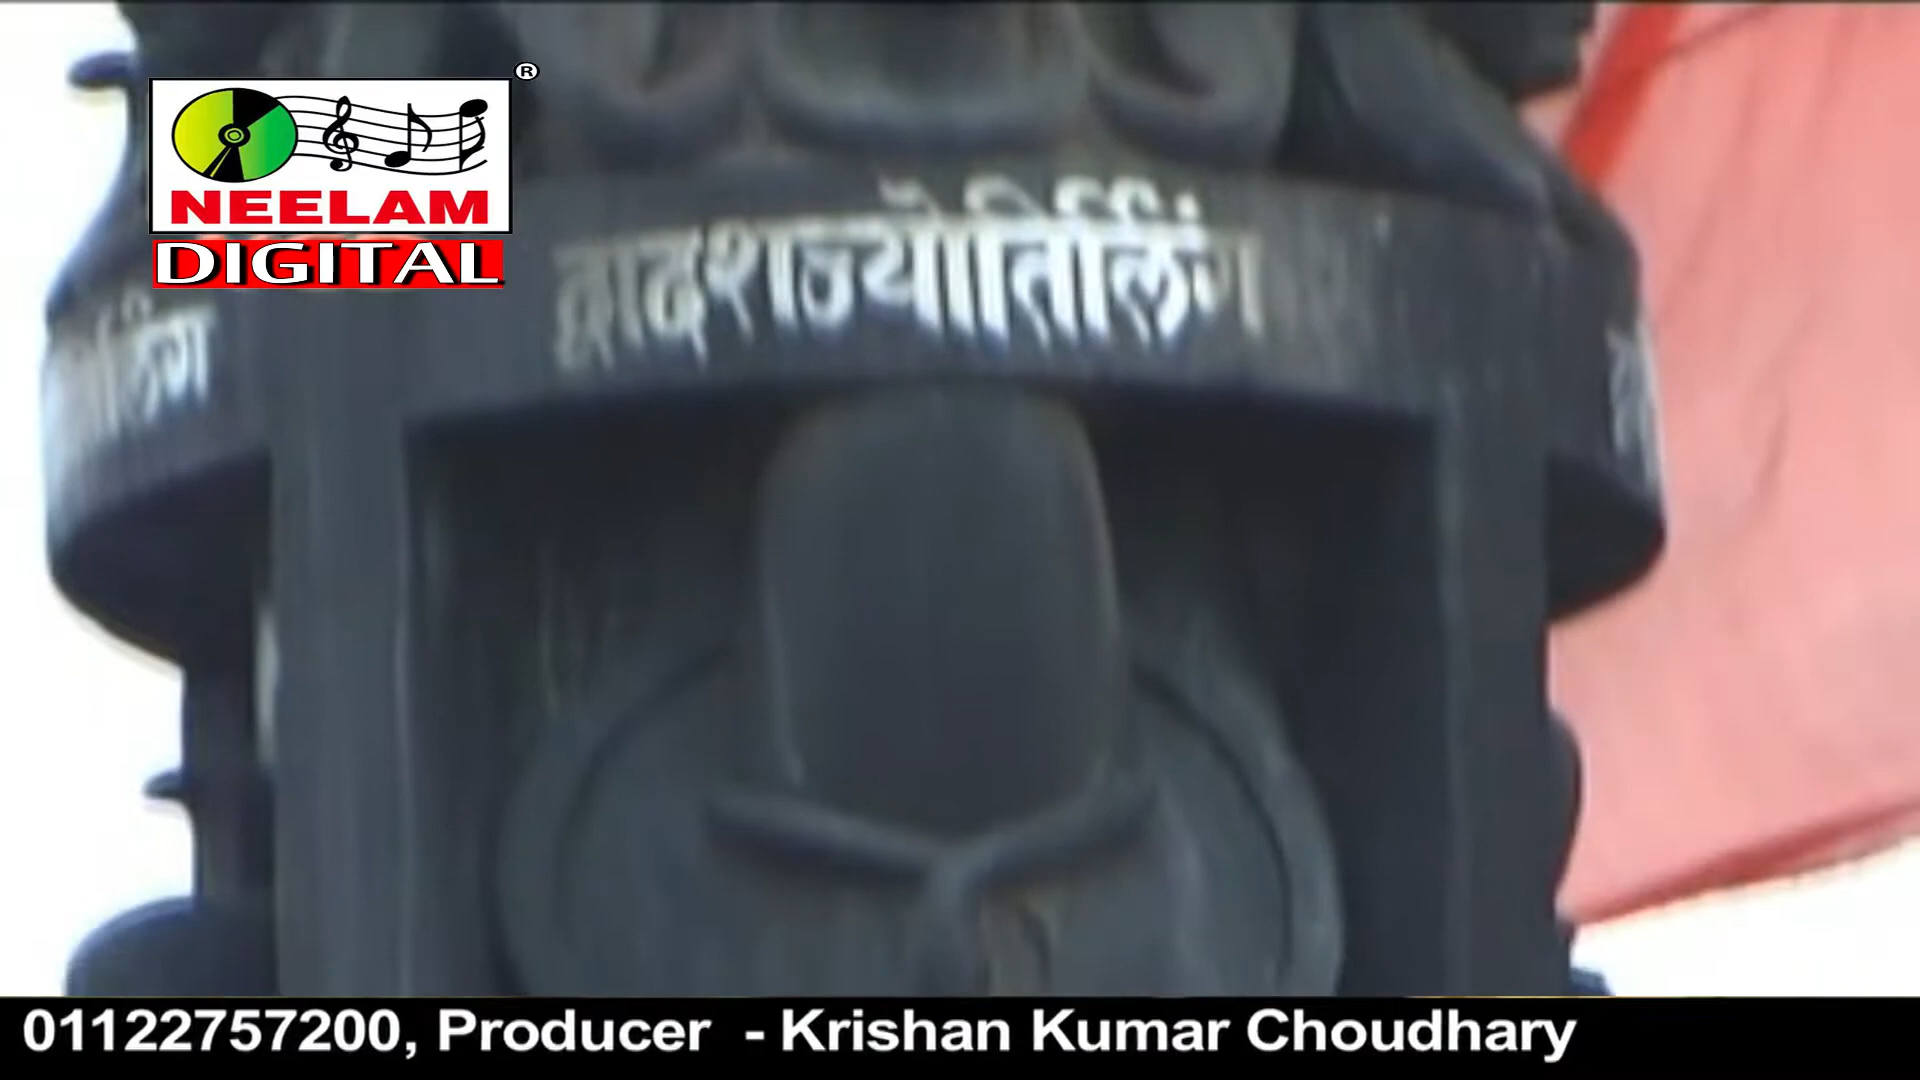 ®
NEELAM
DIGITAL
द्वादशज्योतिर्लिंग
01122757200, Producer - Krishan Kumar Choudhary